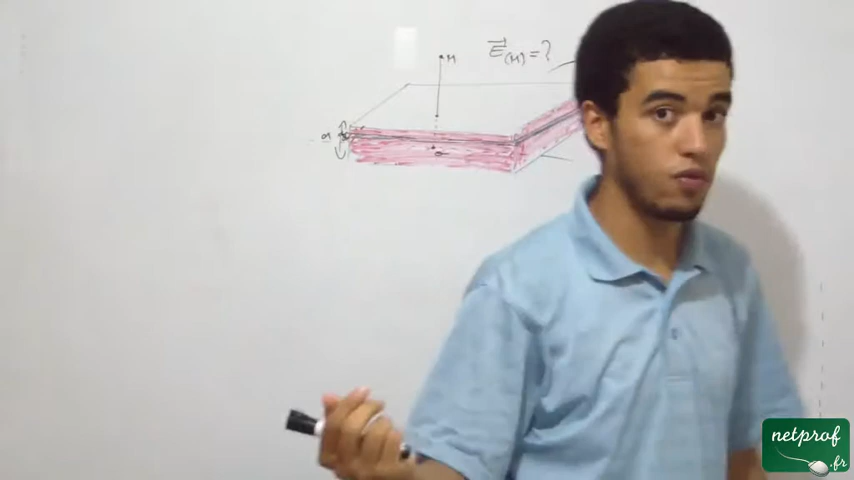 M
E(M) = ?
netprof
.fr